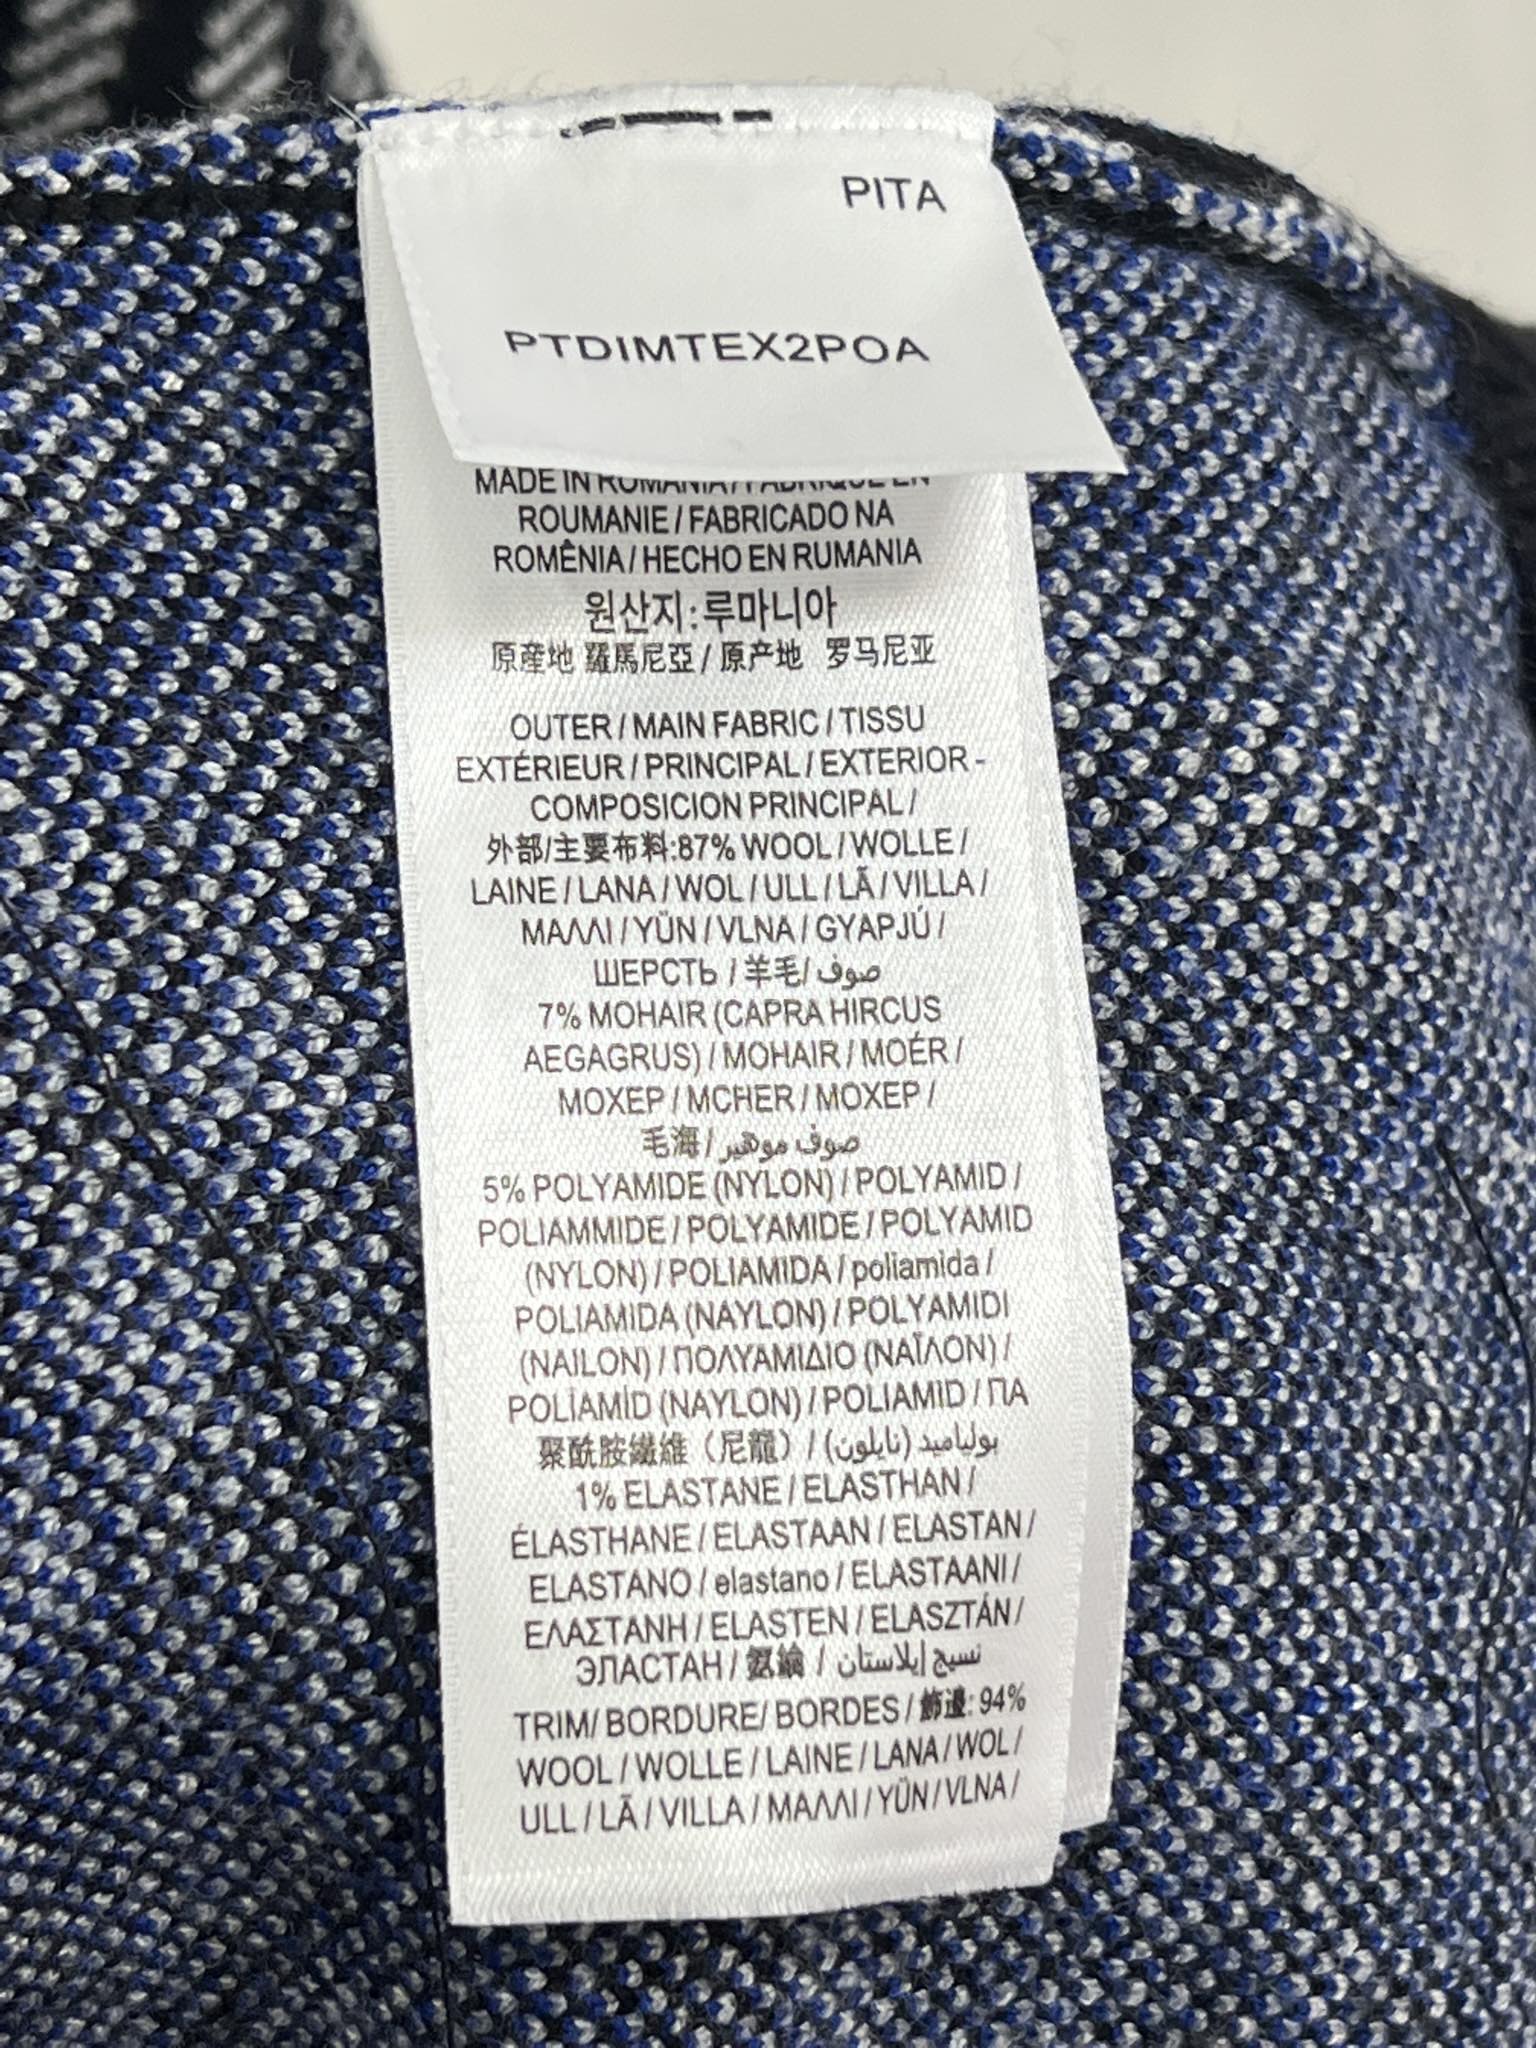 PITA
PTDIMTEX2POA
MADE IN ROMANIA / FABRIQUÉ EN
ROUMANIE / FABRICADO NA
ROMÊNIA / HECHO EN RUMANIA
원산지 : 루마니아
原産地 羅馬尼亞 / 原产地 罗马尼亚
OUTER / MAIN FABRIC / TISSU
EXTÉRIEUR / PRINCIPAL / EXTERIOR -
COMPOSICION PRINCIPAL /
外部/主要布料:87% WOOL / WOLLE /
LAINE / LANA / WOL / ULL / LÃ / VILLA /
ΜΑΛΛΙ / YÜN / VLNA / GYAPJÚ /
ШЕРСТЬ / 羊毛/ صوف
7% MOHAIR (CAPRA HIRCUS
AEGAGRUS) / MOHAIR / MOÉR /
ΜΟΧΕΡ / MCHER / МОХЕР /
毛海 / صوف موهير
5% POLYAMIDE (NYLON) / POLYAMID /
POLIAMMIDE / POLYAMIDE / POLYAMID
(NYLON) / POLIAMIDA / poliamida /
POLIAMIDA (NAYLON) / POLYAMIDI
(NAILON) / ΠΟΛΥΑΜΙΔΙΟ (ΝΑΪΛΟΝ) /
POLİAMİD (NAYLON) / POLIAMID / ПА
聚酰胺纖維（尼龍）/ بولياميد (نايلون)
1% ELASTANE / ELASTHAN /
ÉLASTHANE / ELASTAAN / ELASTAN /
ELASTANO / elastano / ELASTAANI /
ΕΛΑΣΤΑΝΗ / ELASTEN / ELASZTÁN /
ЭЛАСТАН / 氨綸 / نسيج إيلاستان
TRIM/ BORDURE/ BORDES / 飾邊: 94%
WOOL / WOLLE / LAINE / LANA / WOL /
ULL / LÃ / VILLA / ΜΑΛΛΙ / YÜN / VLNA /